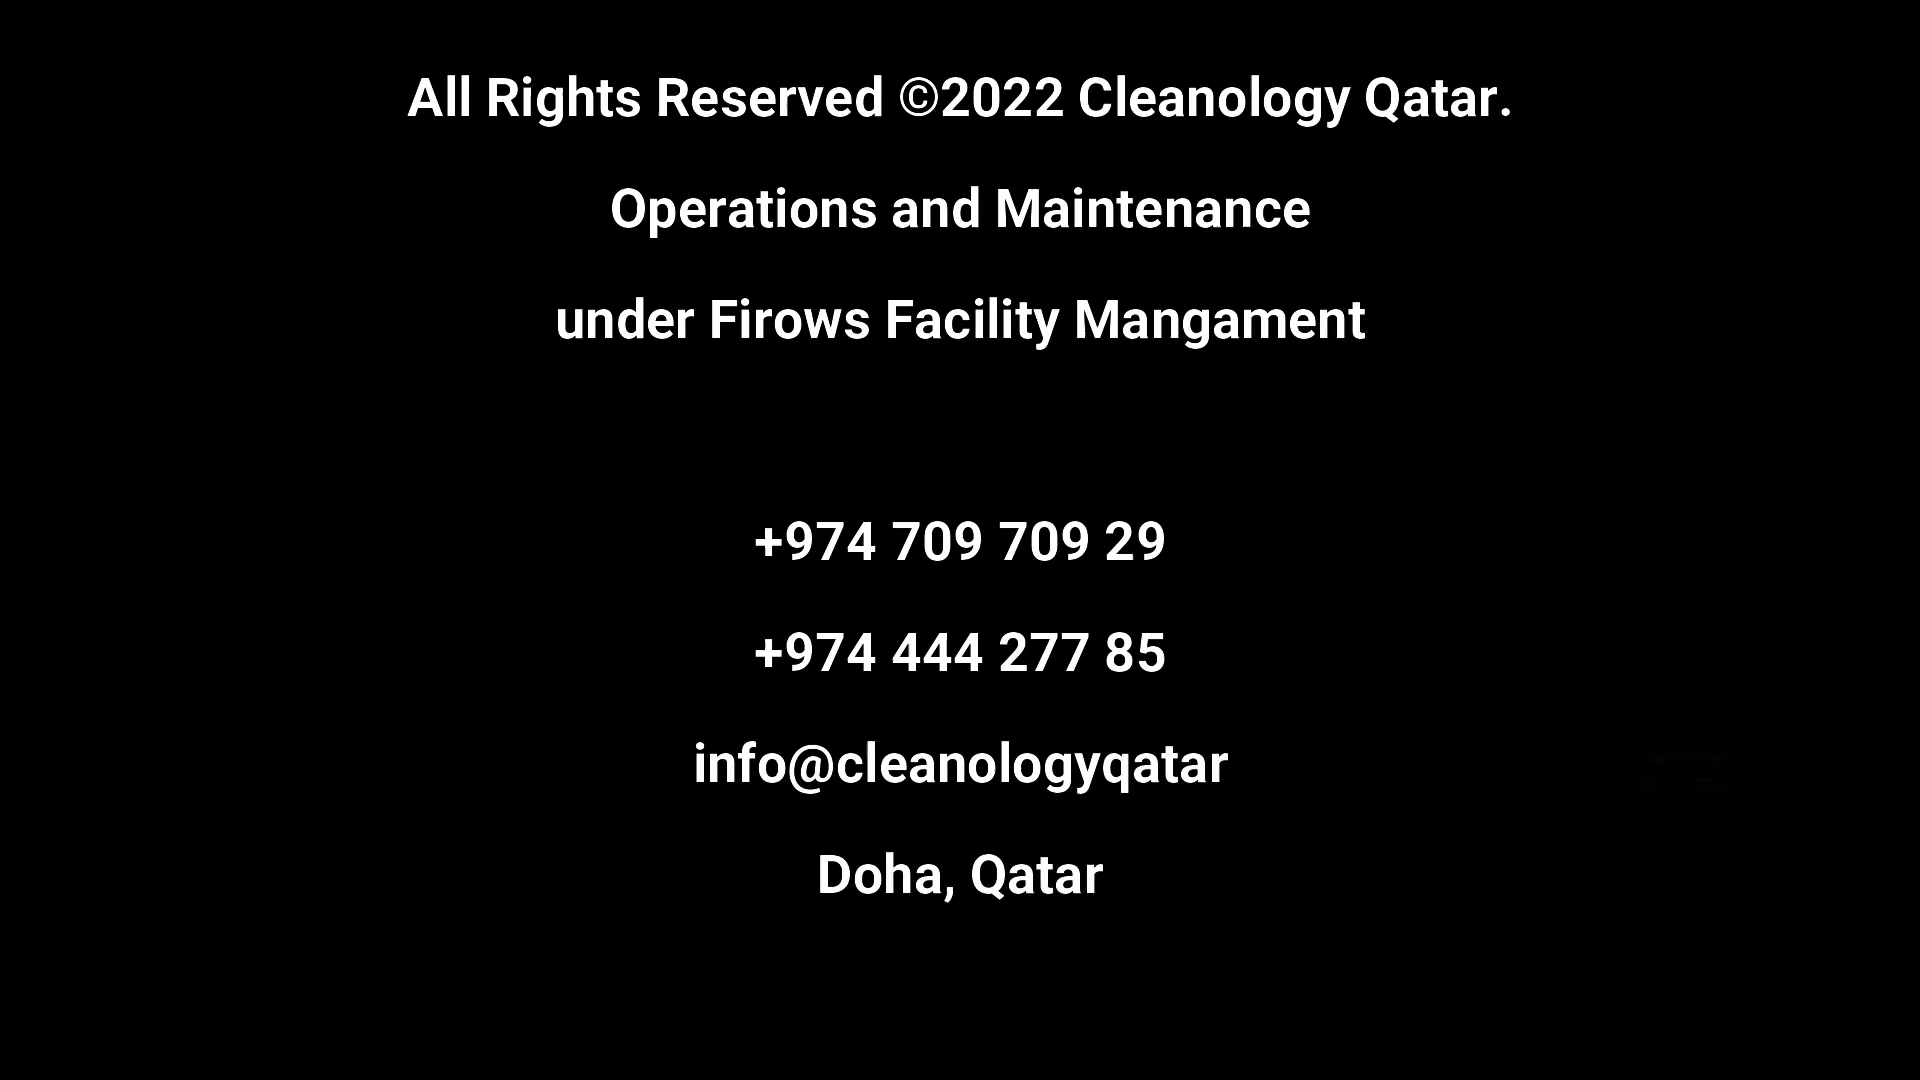 All Rights Reserved ©2022 Cleanology Qatar.
Operations and Maintenance
under Firows Facility Mangament
+974 709 709 29
+974 444 277 85
info@cleanologyqatar
Doha, Qatar